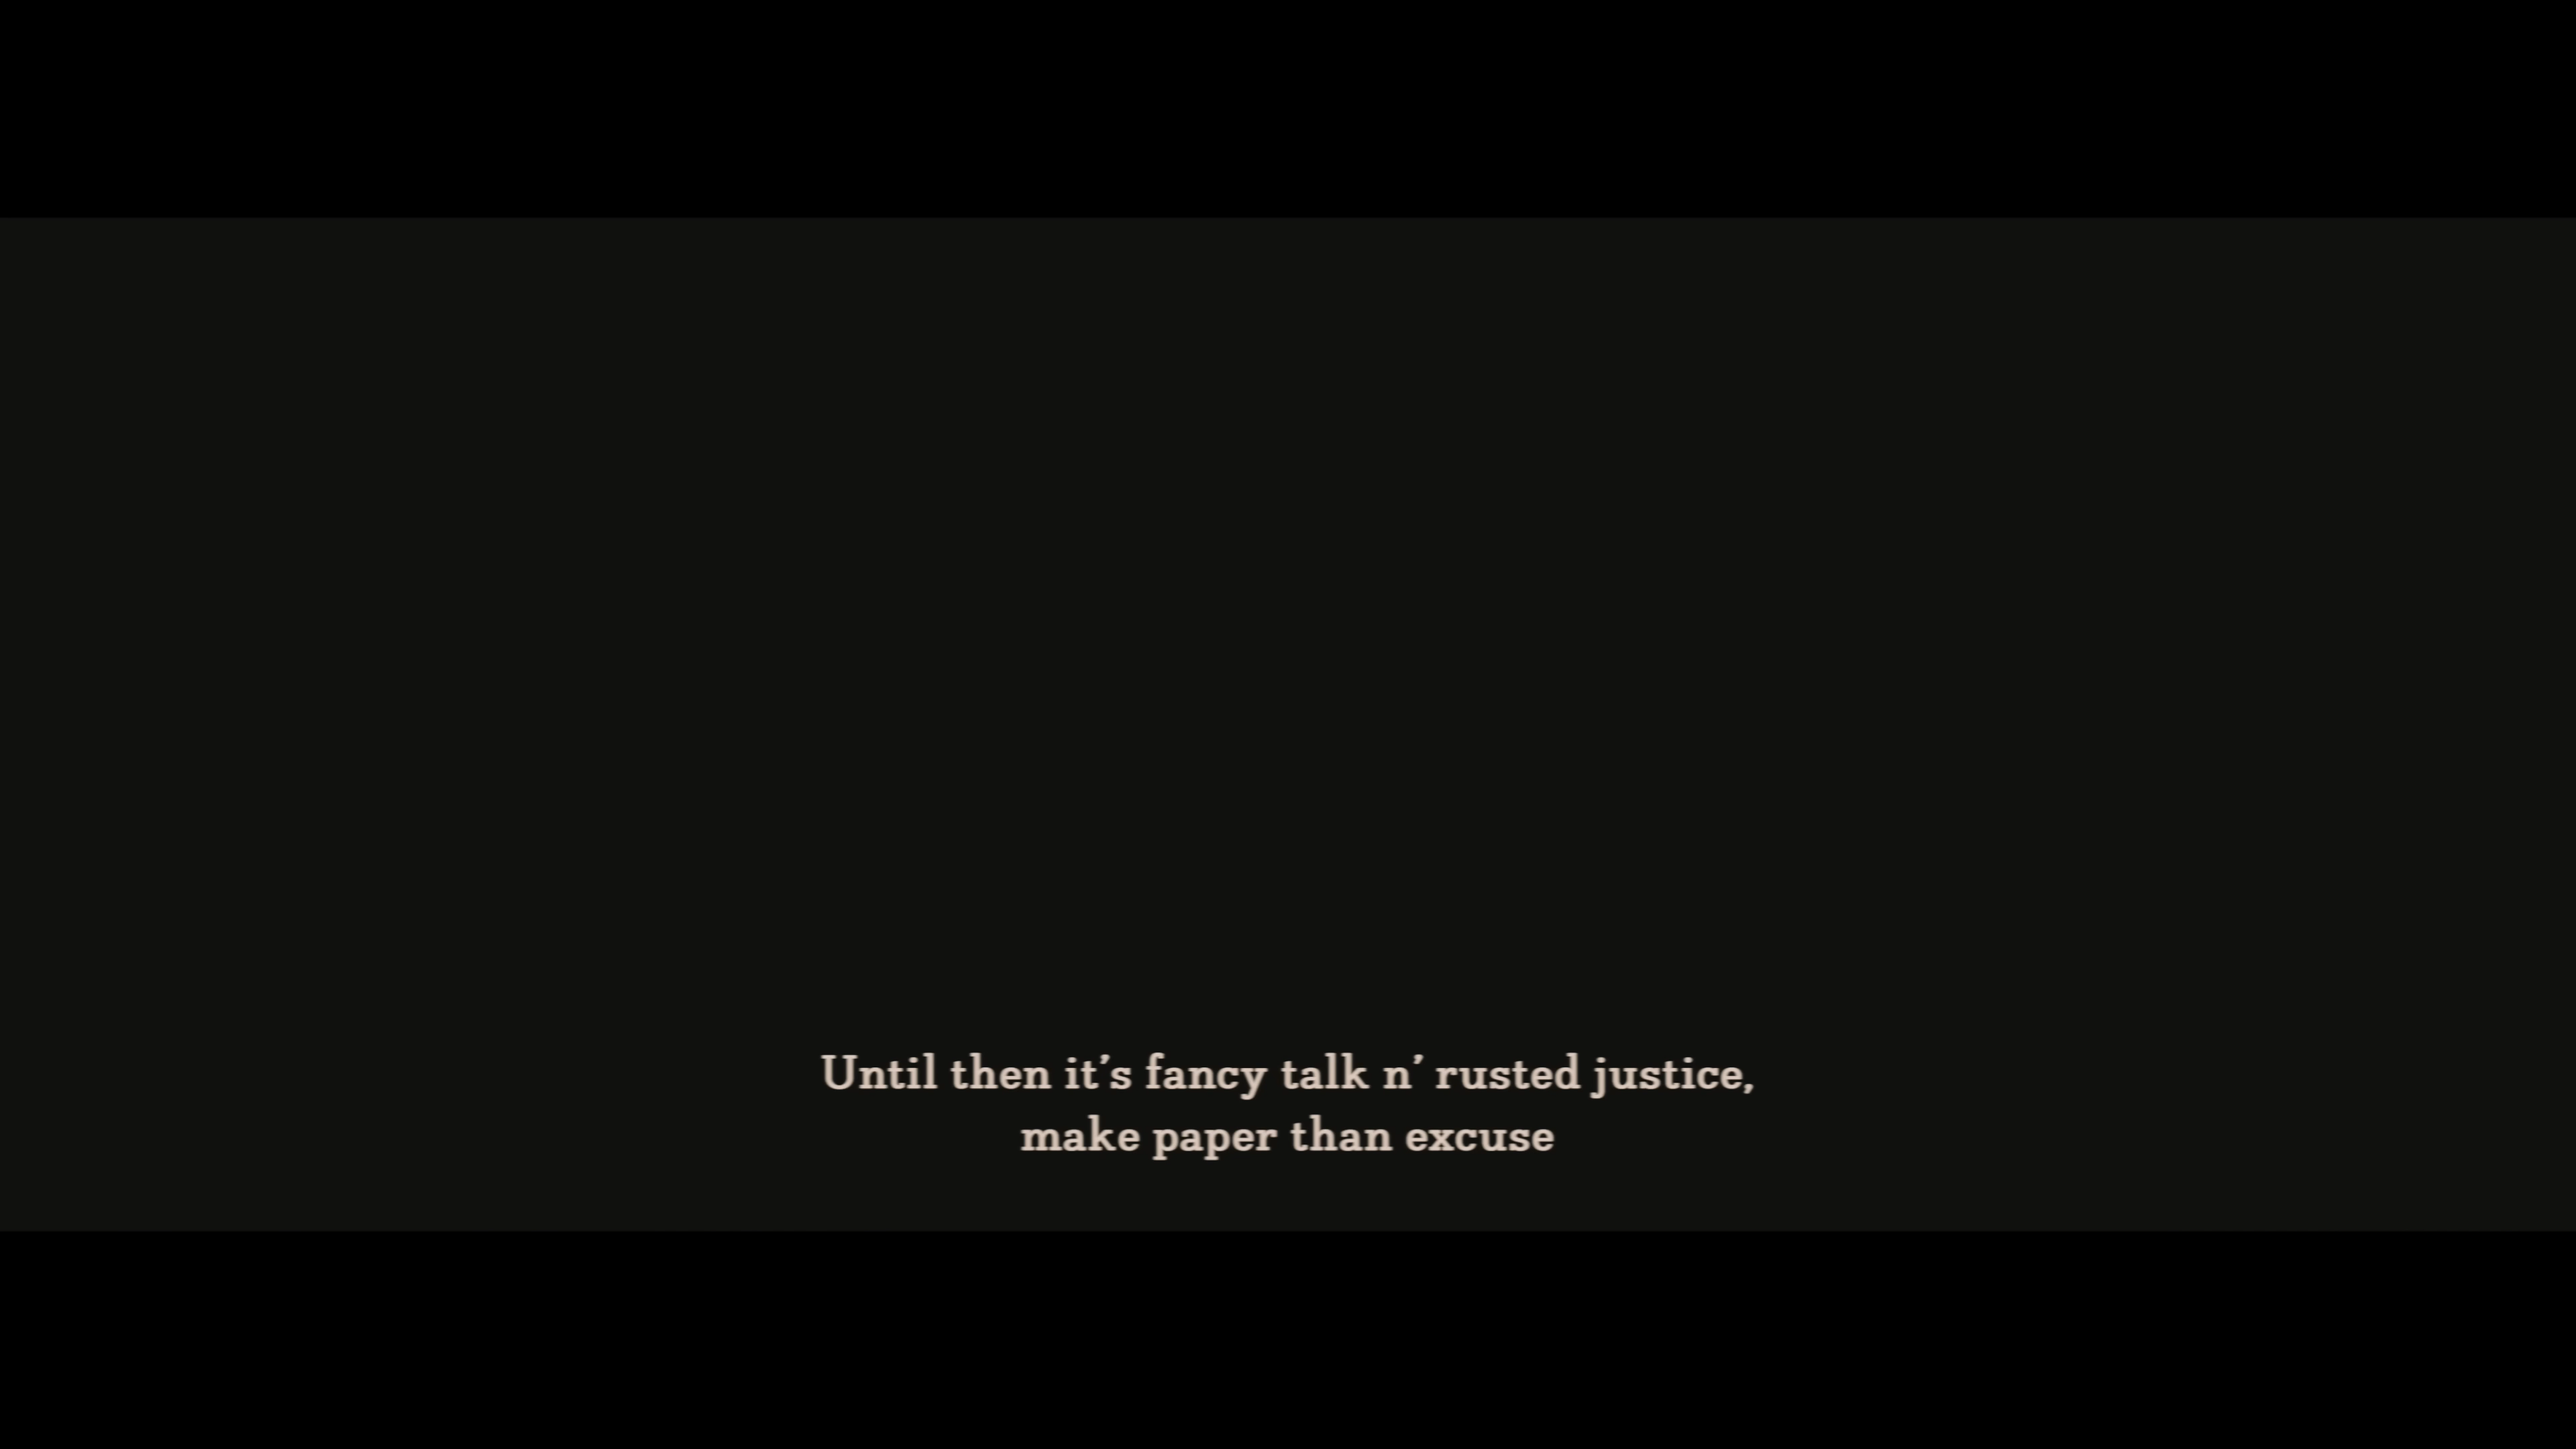 Until then it’s fancy talk n’ rusted justice,
make paper than excuse